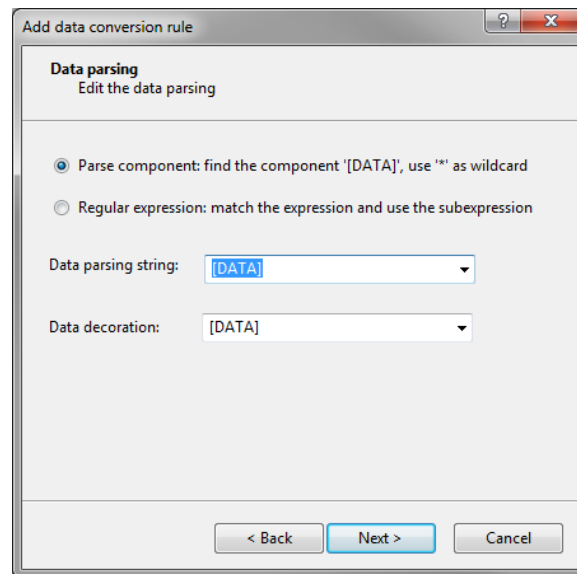 Add data conversion rule
?
Data parsing
Edit the data parsing
Parse component: find the component '[DATA]', use '*' as wildcard
Regular expression: match the expression and use the subexpression
Data parsing string: [DATA]
Data decoration: [DATA]
< Back Next > Cancel